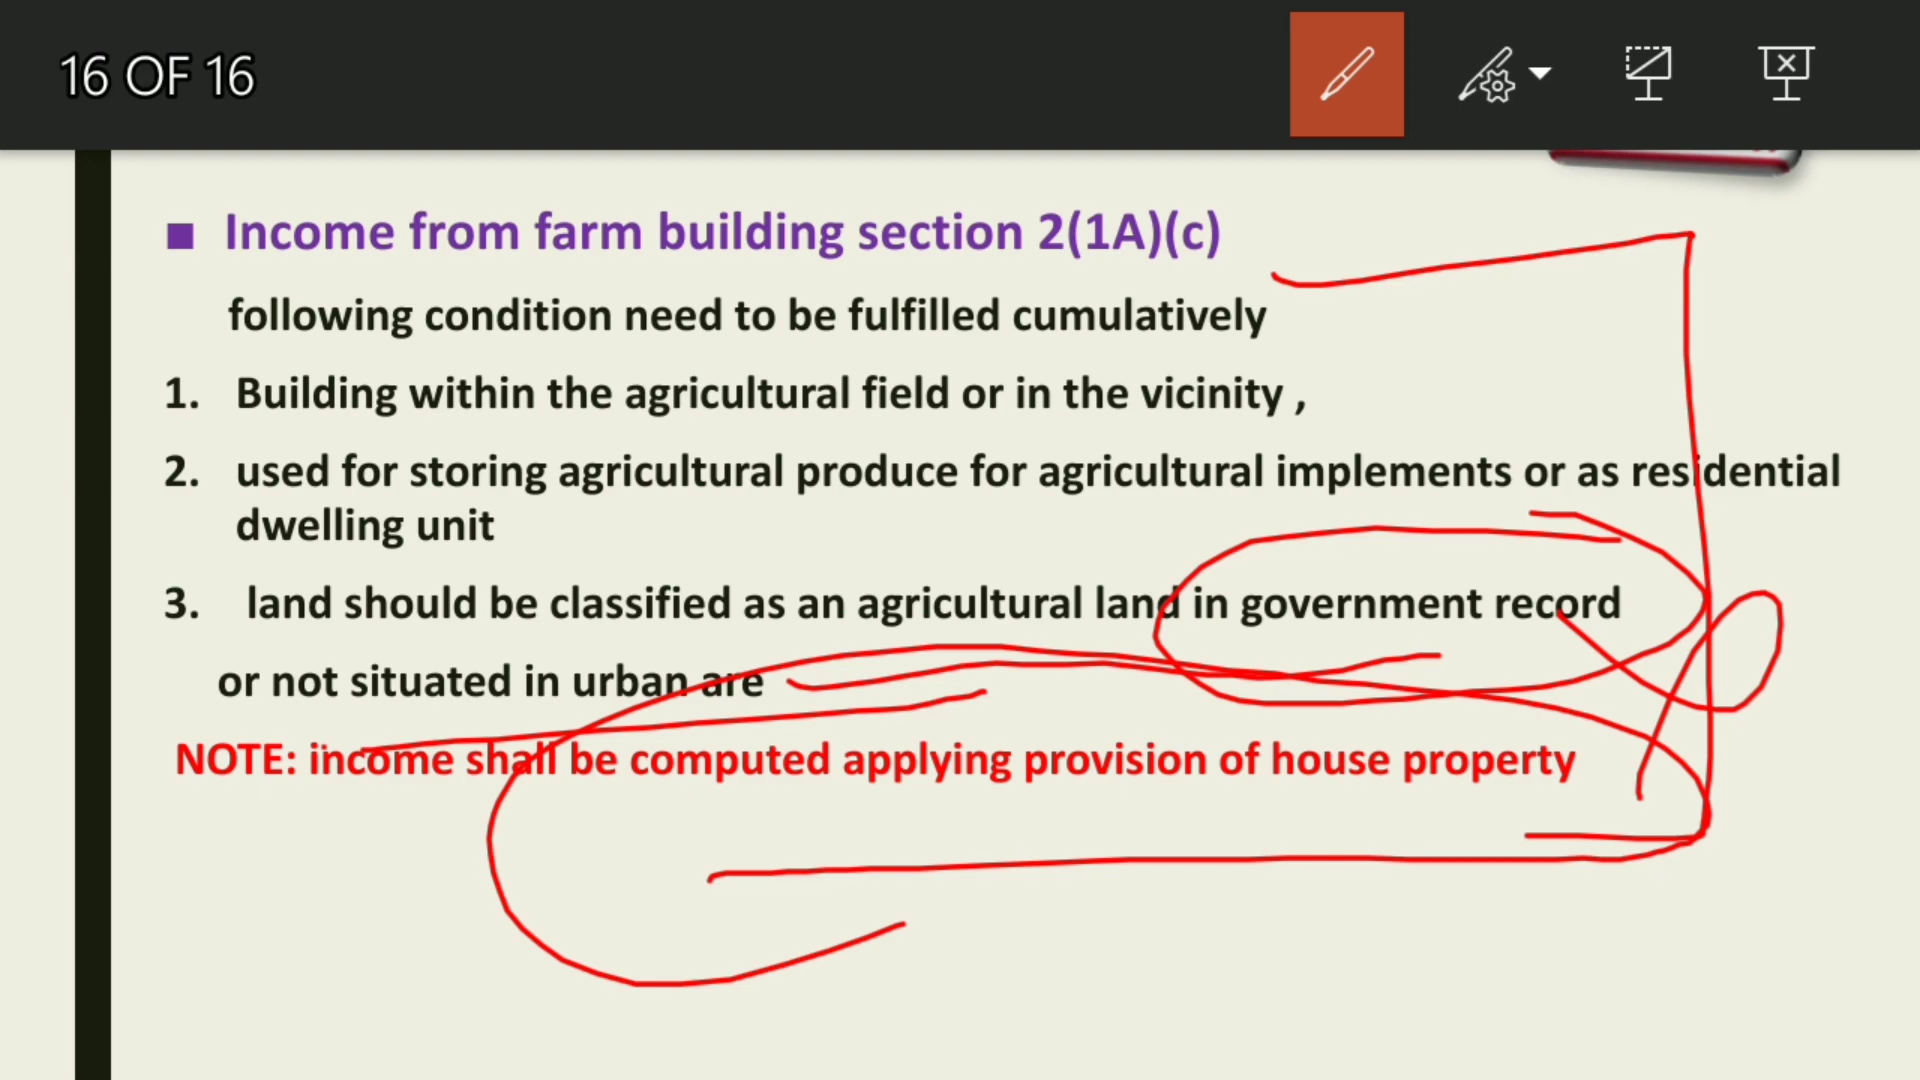 16 OF 16
Income from farm building section 2(1A)(c)
following condition need to be fulfilled cumulatively
1. Building within the agricultural field or in the vicinity ,
2. used for storing agricultural produce for agricultural implements or as residential
dwelling unit
3. land should be classified as an agricultural land in government record
or not situated in urban are
NOTE: income shall be computed applying provision of house property